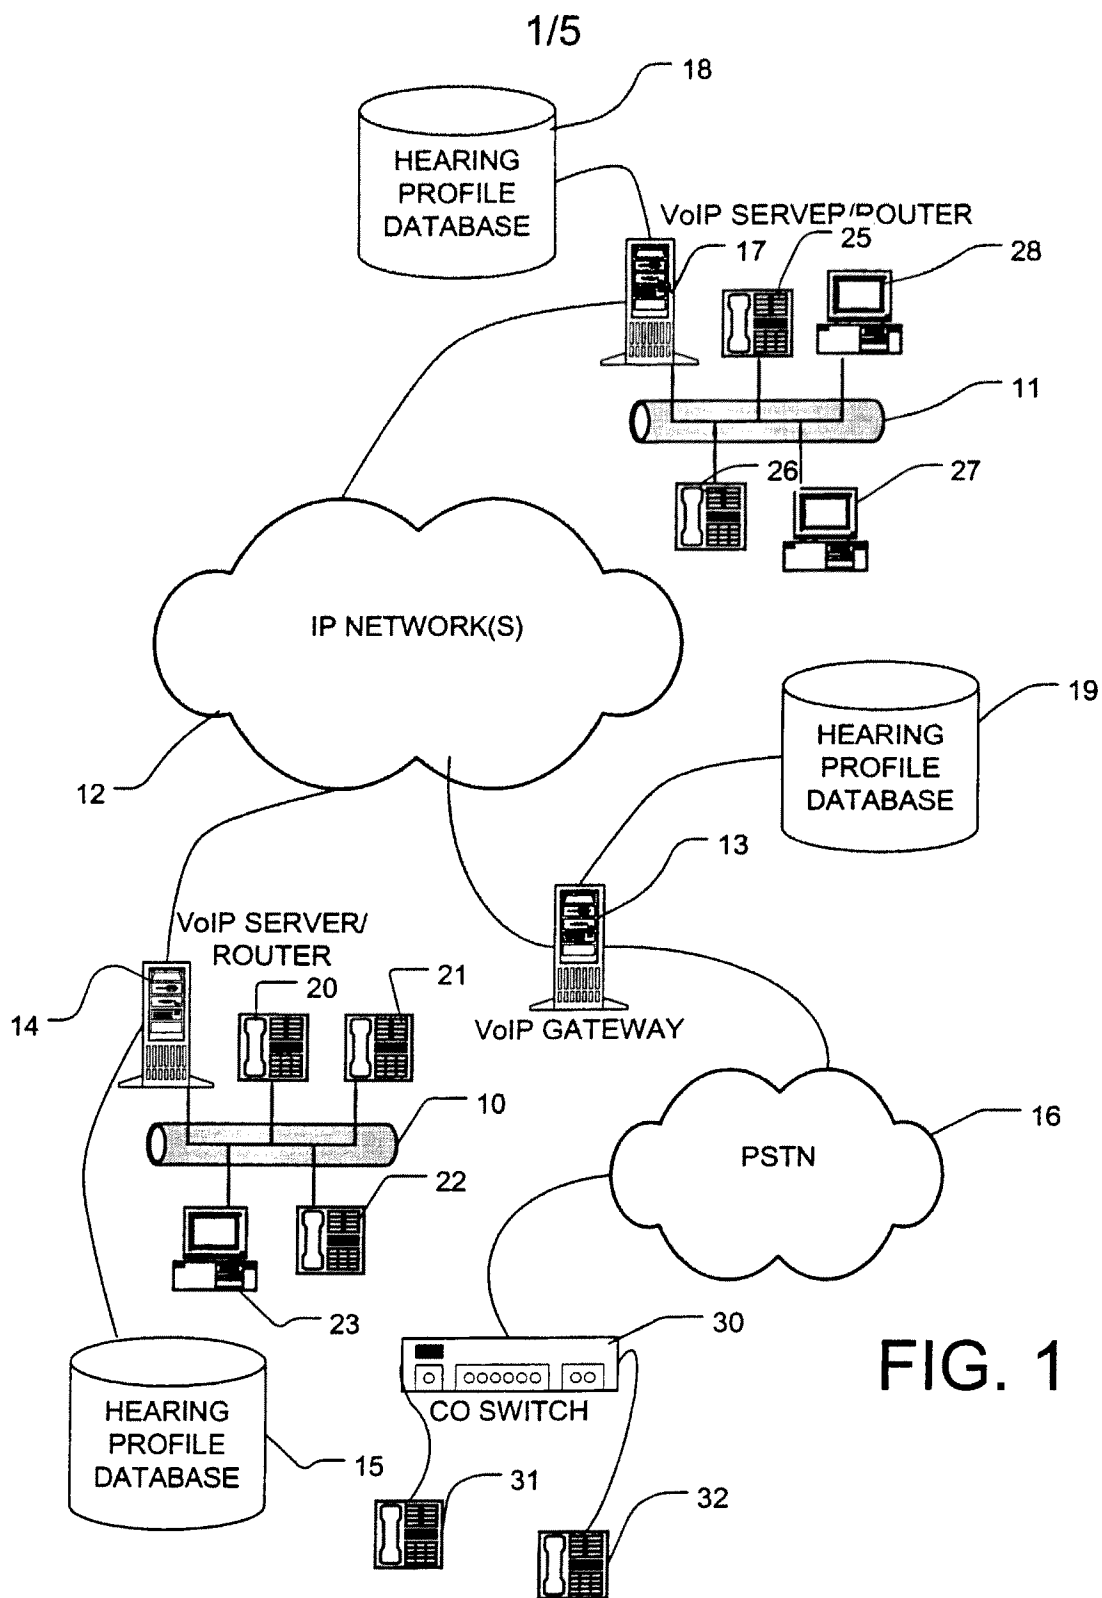 1/5
18
HEARING
PROFILE
DATABASE
VoIP SERVER/ROUTER
17
25
28
11
26
27
IP NETWORK(S)
12
19
HEARING
PROFILE
DATABASE
13
VoIP SERVER/
ROUTER
14
20
21
VoIP GATEWAY
10
16
PSTN
22
23
30
CO SWITCH
FIG. 1
HEARING
PROFILE
DATABASE
15
31
32